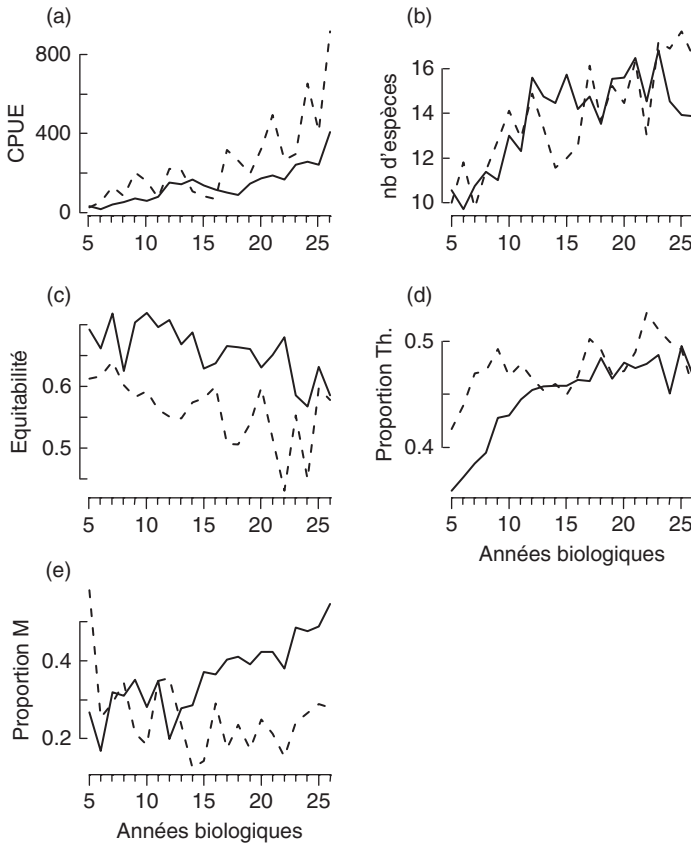 (a)
CPUE
800
400
0
5 10 15 20 25
(b)
nb d'espèces
16
14
12
10
5 10 15 20 25
(c)
Equitabilité
0.6
0.5
5 10 15 20 25
(d)
Proportion Th.
0.5
0.4
5 10 15 20 25
Années biologiques
(e)
Proportion M
0.4
0.2
5 10 15 20 25
Années biologiques